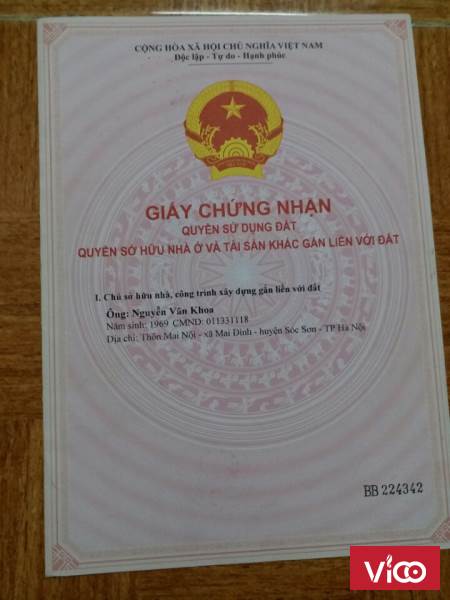 CỘNG HÒA XÃ HỘI CHỦ NGHĨA VIỆT NAM
Độc lập - Tự do - Hạnh phúc
GIẤY CHỨNG NHẬN
QUYỀN SỬ DỤNG ĐẤT
QUYỀN SỞ HỮU NHÀ Ở VÀ TÀI SẢN KHÁC GẮN LIỀN VỚI ĐẤT
I. Chủ sở hữu nhà, công trình xây dựng gắn liền với đất
Ông: Nguyễn Văn Khoa
Năm sinh: 1969 CMND: 011331118
Địa chỉ: Thôn Mai Nội - xã Mai Đình - huyện Sóc Sơn - TP Hà Nội
BB 224342
Vico